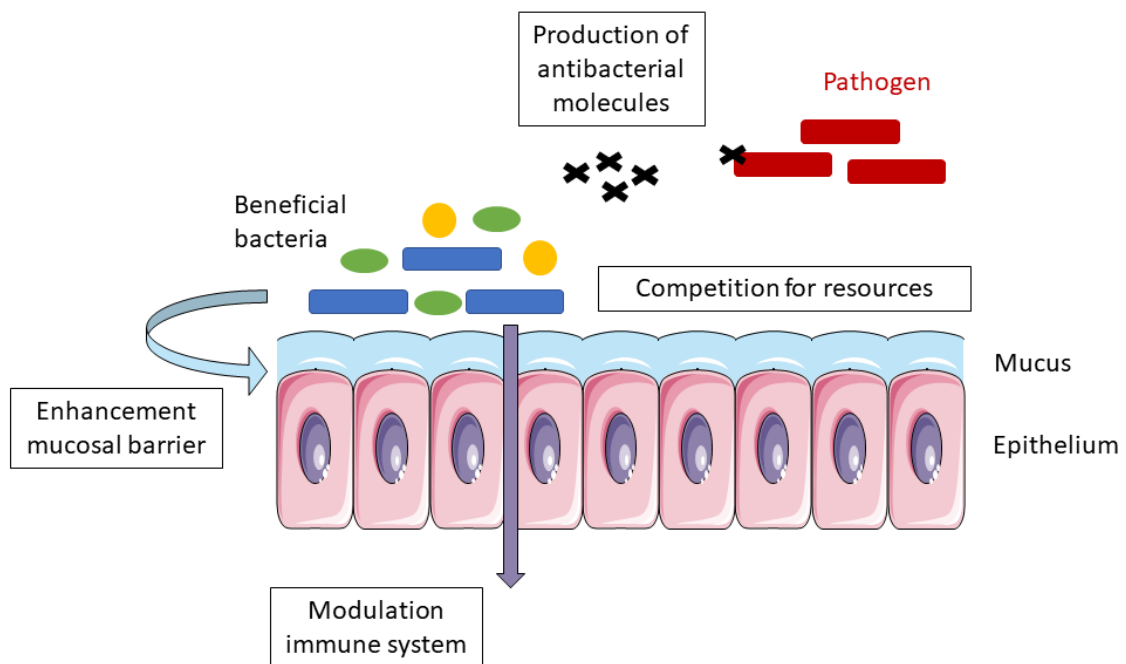 Production of
antibacterial
molecules
Pathogen
Beneficial
bacteria
Competition for resources
Mucus
Enhancement
mucosal barrier
Epithelium
Modulation
immune system